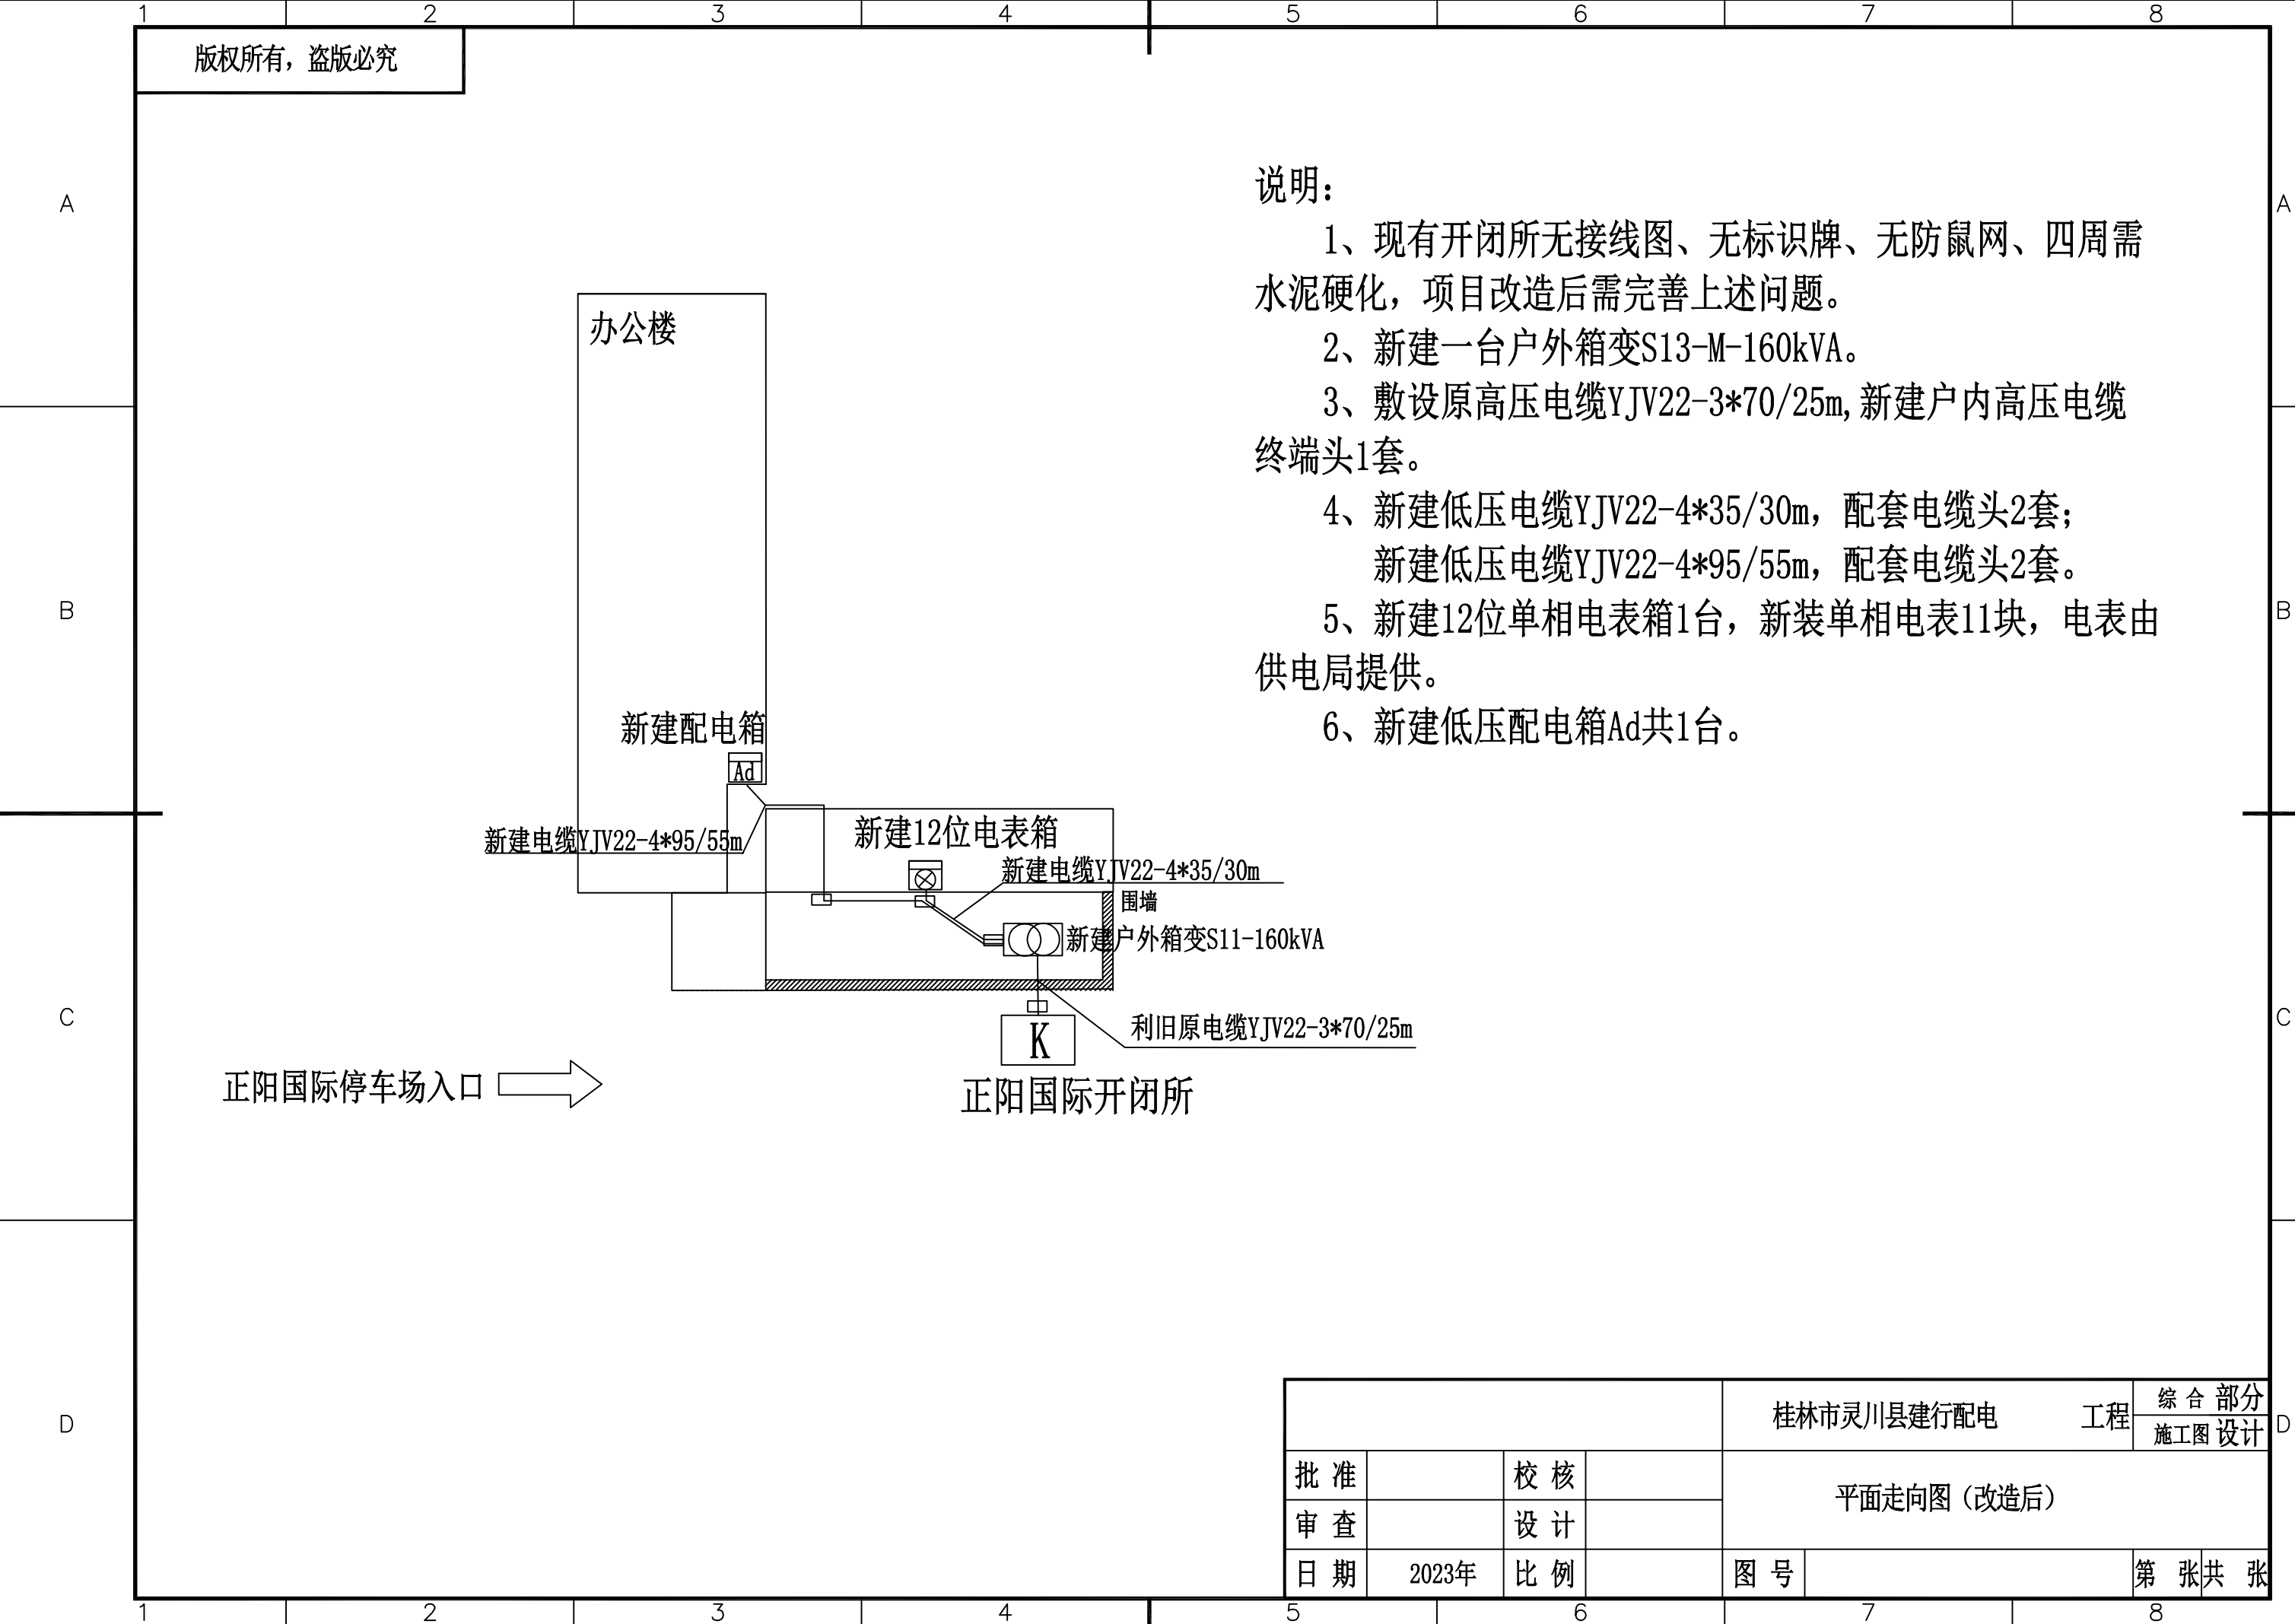 1 2 3 4 5 6 7 8
版权所有，盗版必究
A A
说明：
1、现有开闭所无接线图、无标识牌、无防鼠网、四周需
水泥硬化，项目改造后需完善上述问题。
2、新建一台户外箱变S13-M-160kVA。
3、敷设原高压电缆YJV22-3*70/25m,新建户内高压电缆
终端头1套。
4、新建低压电缆YJV22-4*35/30m，配套电缆头2套；
新建低压电缆YJV22-4*95/55m，配套电缆头2套。
5、新建12位单相电表箱1台，新装单相电表11块，电表由
供电局提供。
6、新建低压配电箱Ad共1台。
办公楼
B B
新建配电箱
Ad
新建电缆YJV22-4*95/55m
新建12位电表箱
新建电缆YJV22-4*35/30m
围墙
新建户外箱变S11-160kVA
C C
利旧原电缆YJV22-3*70/25m
K
正阳国际停车场入口
正阳国际开闭所
D D
桂林市灵川县建行配电 工程
综 合 部分
施工图 设计
批 准 校 核
平面走向图（改造后）
审 查 设 计
日 期 2023年 比 例 图 号 第 张共 张
1 2 3 4 5 6 7 8